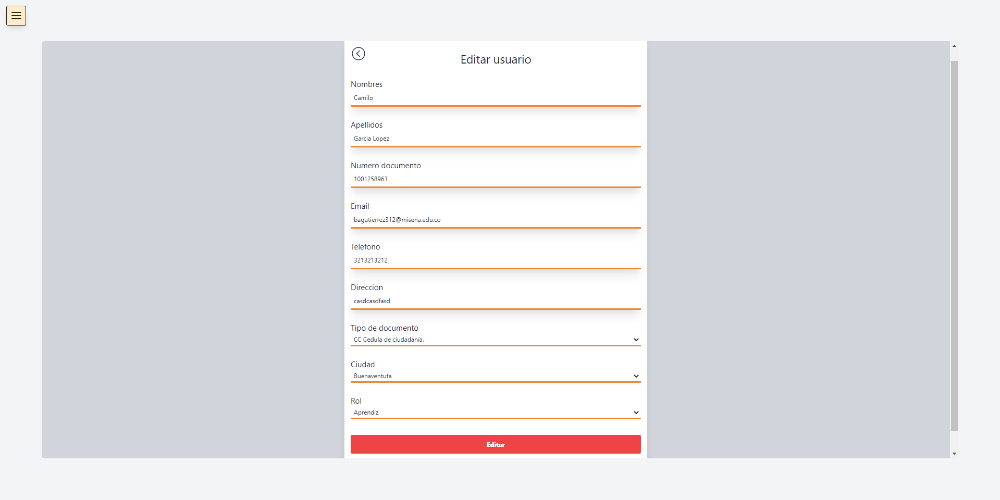 Editar usuario
Nombres
Camilo
Apellidos
Garcia Lopez
Numero documento
1001258963
Email
bagutierrez312@misena.edu.co
Telefono
3213213212
Direccion
casdcasdfasd
Tipo de documento
CC Cedula de ciudadanía.
Ciudad
Buenaventuta
Rol
Aprendiz
Editar